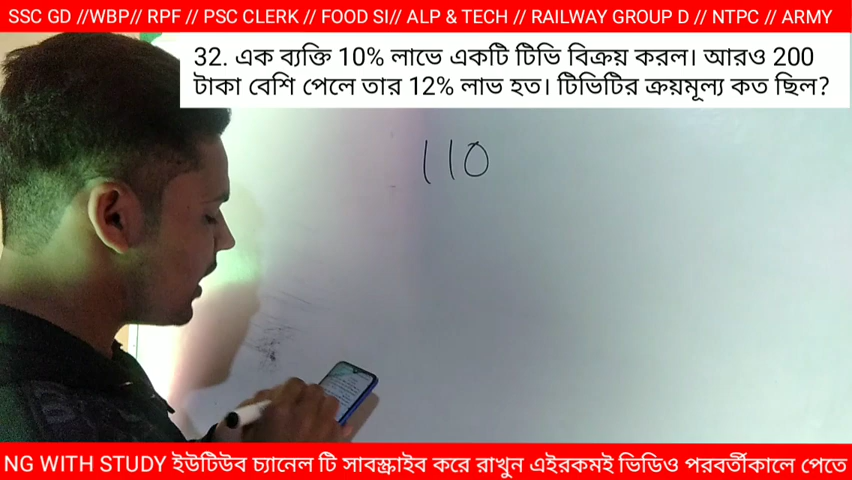 SSC GD //WBP// RPF // PSC CLERK // FOOD SI// ALP & TECH // RAILWAY GROUP D // NTPC // ARMY
32. এক ব্যক্তি 10% লাভে একটি টিভি বিক্রয় করল। আরও 200
টাকা বেশি পেলে তার 12% লাভ হত। টিভিটির ক্রয়মূল্য কত ছিল?
110
NG WITH STUDY ইউটিউব চ্যানেল টি সাবস্ক্রাইব করে রাখুন এইরকমই ভিডিও পরবর্তীকালে পেতে